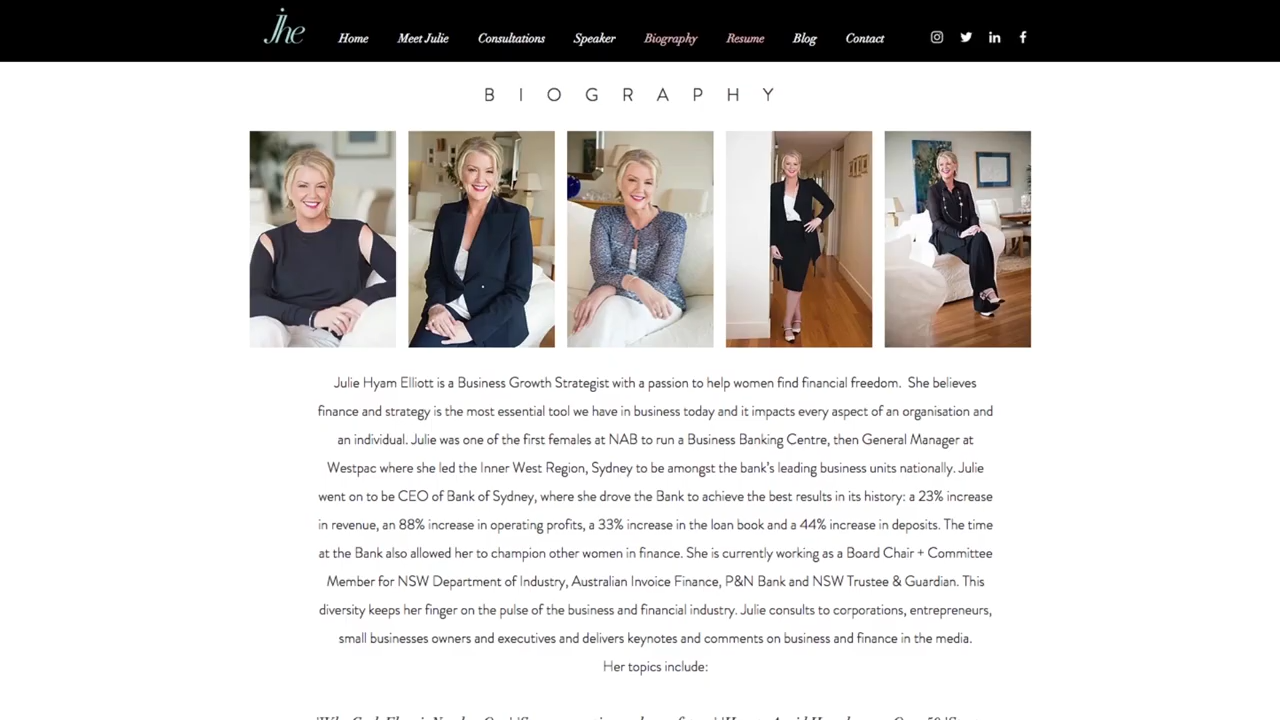 jhe
Home Meet Julie Consultations Speaker Biography Resume Blog Contact
BIOGRAPHY
Julie Hyam Elliott is a Business Growth Strategist with a passion to help women find financial freedom. She believes
finance and strategy is the most essential tool we have in business today and it impacts every aspect of an organisation and
an individual. Julie was one of the first females at NAB to run a Business Banking Centre, then General Manager at
Westpac where she led the Inner West Region, Sydney to be amongst the bank's leading business units nationally. Julie
went on to be CEO of Bank of Sydney, where she drove the Bank to achieve the best results in its history: a 23% increase
in revenue, an 88% increase in operating profits, a 33% increase in the loan book and a 44% increase in deposits. The time
at the Bank also allowed her to champion other women in finance. She is currently working as a Board Chair + Committee
Member for NSW Department of Industry, Australian Invoice Finance, P&N Bank and NSW Trustee & Guardian. This
diversity keeps her finger on the pulse of the business and financial industry. Julie consults to corporations, entrepreneurs,
small businesses owners and executives and delivers keynotes and comments on business and finance in the media.
Her topics include: